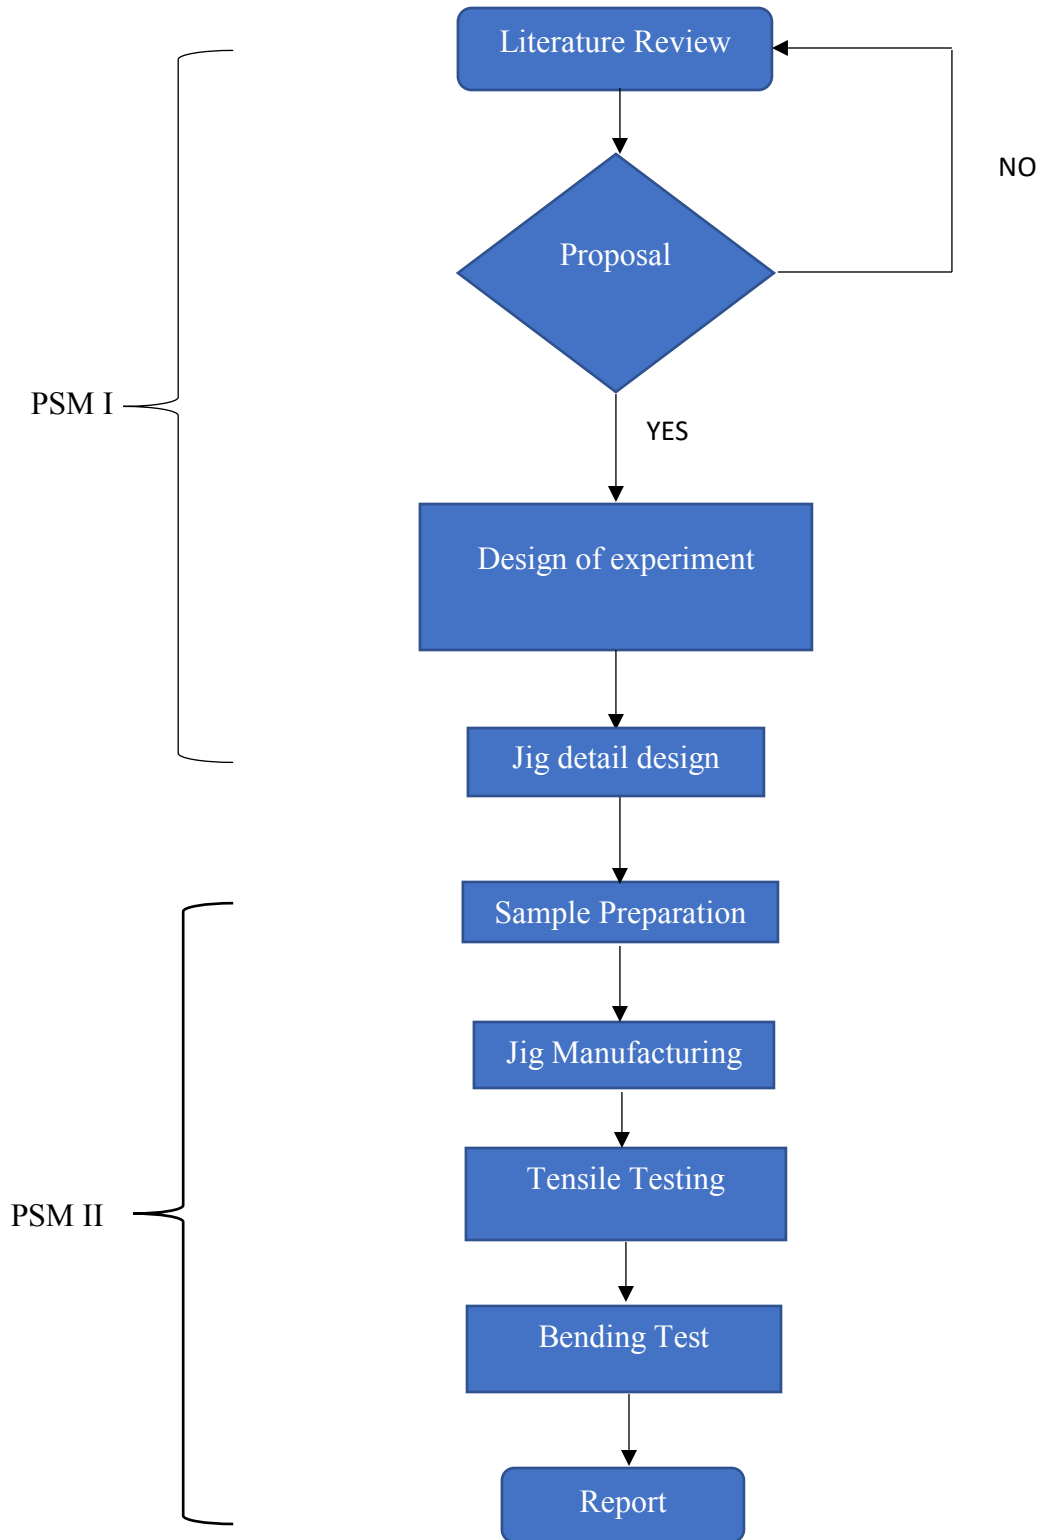 Literature Review
NO
Proposal
PSM I
YES
Design of experiment
Jig detail design
Sample Preparation
Jig Manufacturing
Tensile Testing
PSM II
Bending Test
Report